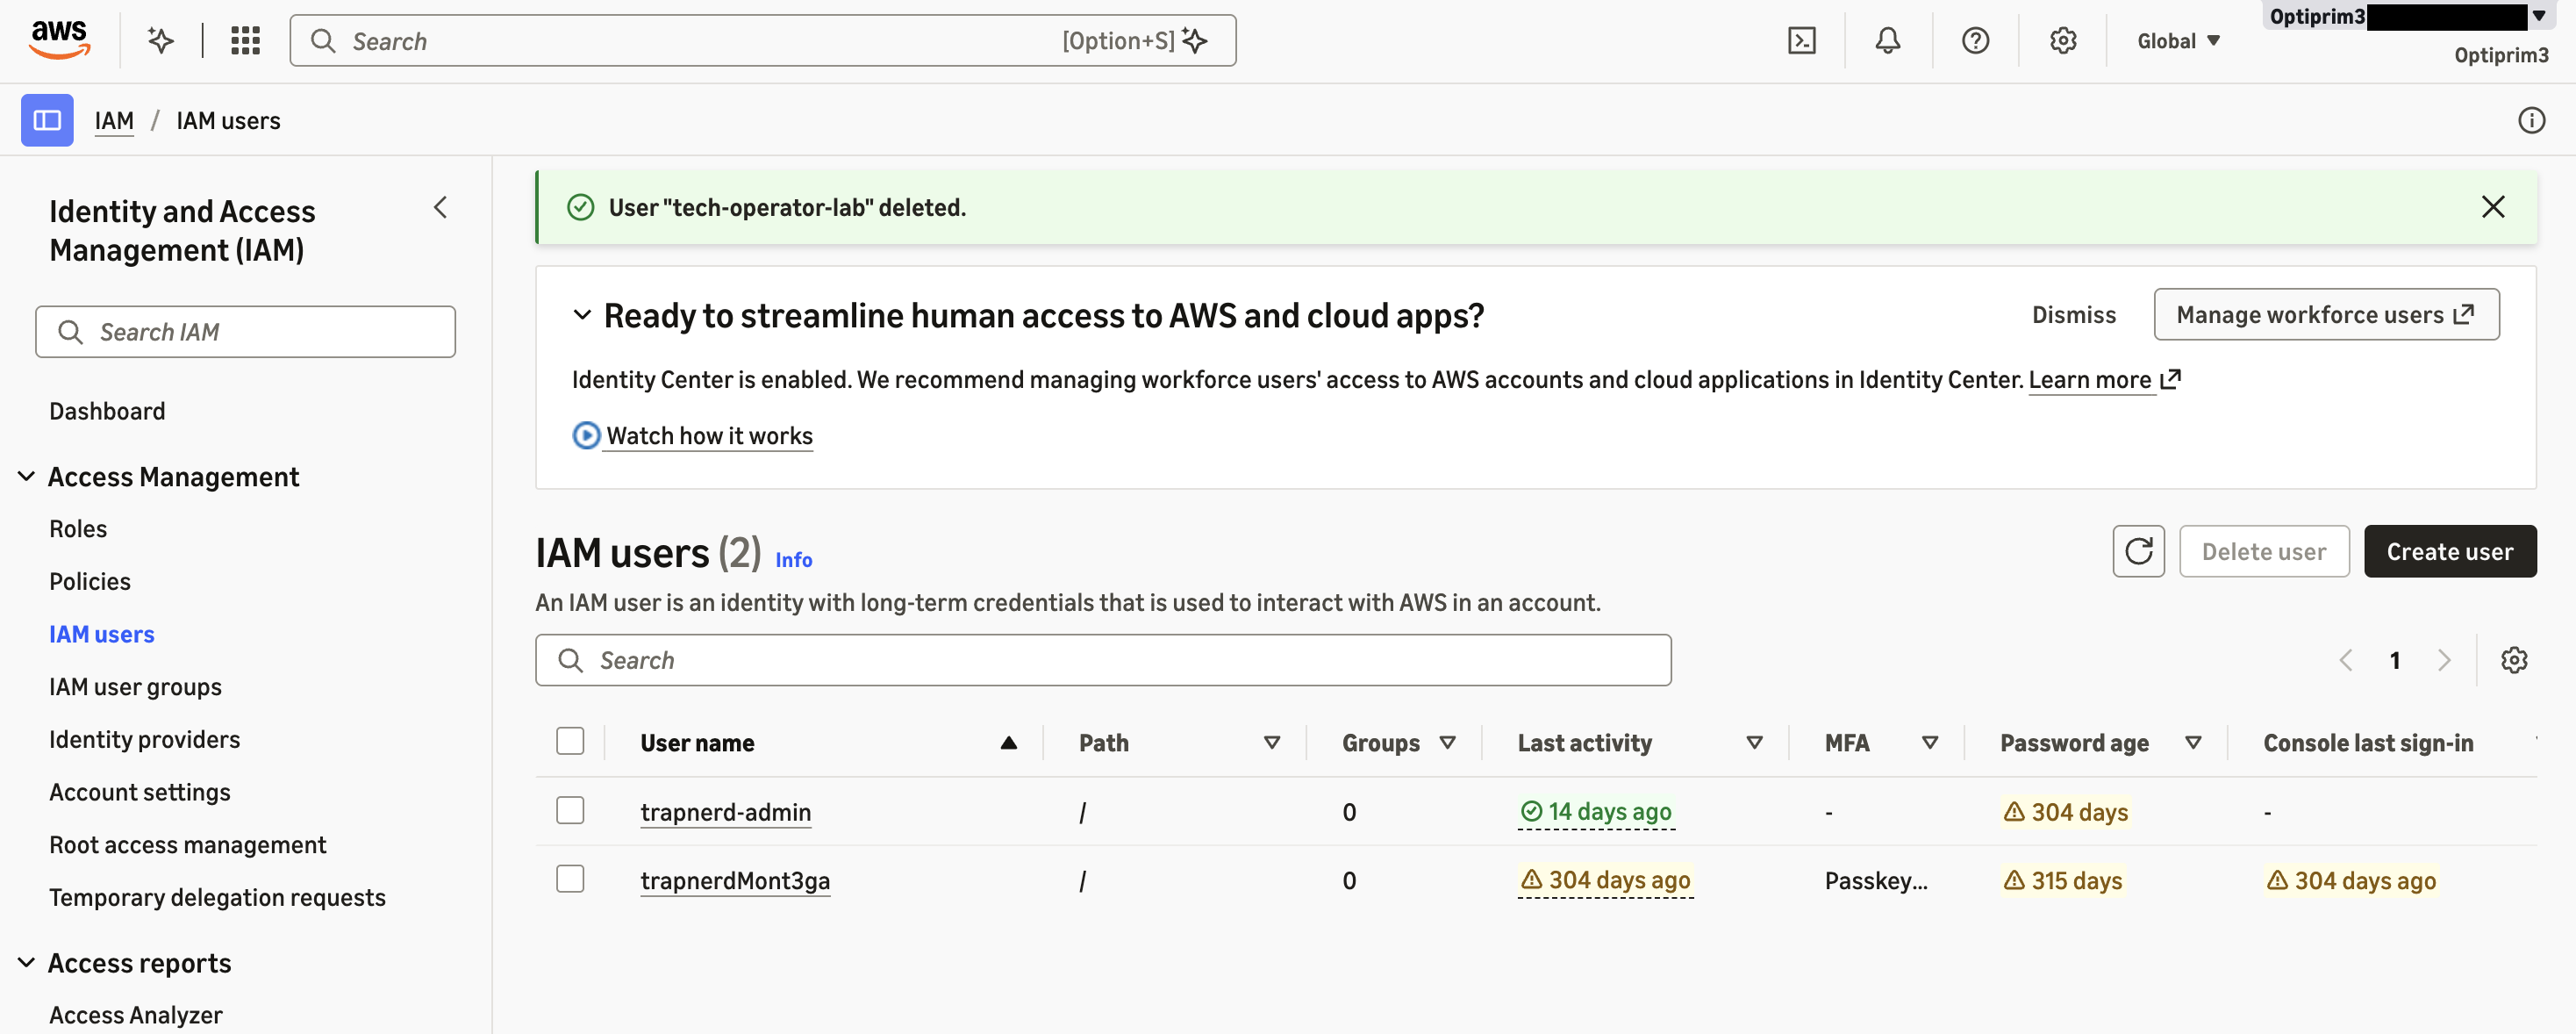 aws
Search
[Option+S]
Global
Optiprim3
Optiprim3
IAM / IAM users
Identity and Access
Management (IAM)
Search IAM
Dashboard
Access Management
Roles
Policies
IAM users
IAM user groups
Identity providers
Account settings
Root access management
Temporary delegation requests
Access reports
Access Analyzer
User "tech-operator-lab" deleted.
Ready to streamline human access to AWS and cloud apps?
Dismiss
Manage workforce users
Identity Center is enabled. We recommend managing workforce users' access to AWS accounts and cloud applications in Identity Center. Learn more
Watch how it works
IAM users (2) Info
Delete user
Create user
An IAM user is an identity with long-term credentials that is used to interact with AWS in an account.
Search
1
User name Path Groups Last activity MFA Password age Console last sign-in
trapnerd-admin / 0 14 days ago - 304 days -
trapnerdMont3ga / 0 304 days ago Passkey... 315 days 304 days ago